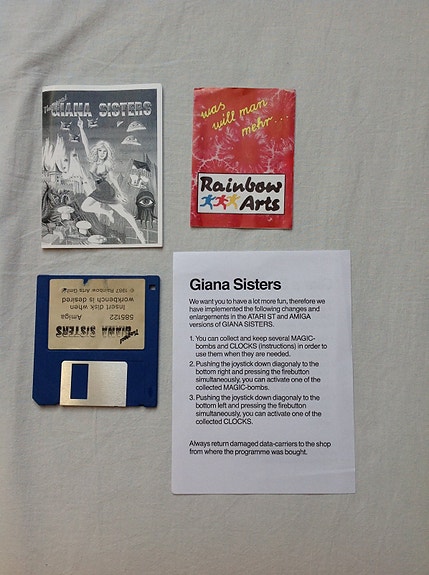 The Great
GIANA SISTERS
was
will man
mehr...
Rainbow
Arts
The Great
GIANA SISTERS
585122
Amiga
Insert disk when
workbench is desired
© 1987 Rainbow Arts GmbH
Giana Sisters
We want you to have a lot more fun, therefore we
have implemented the following changes and
enlargements in the ATARI ST and AMIGA
versions of GIANA SISTERS.
1. You can collect and keep several MAGIC-
bombs and CLOCKS (instructions) in order to
use them when they are needed.
2. Pushing the joystick down diagonaly to the
bottom right and pressing the firebutton
simultaneously, you can activate one of the
collected MAGIC-bombs.
3. Pushing the joystick down diagonaly to the
bottom left and pressing the firebutton
simultaneously, you can activate one of the
collected CLOCKS.
Always return damaged data-carriers to the shop
from where the programme was bought.